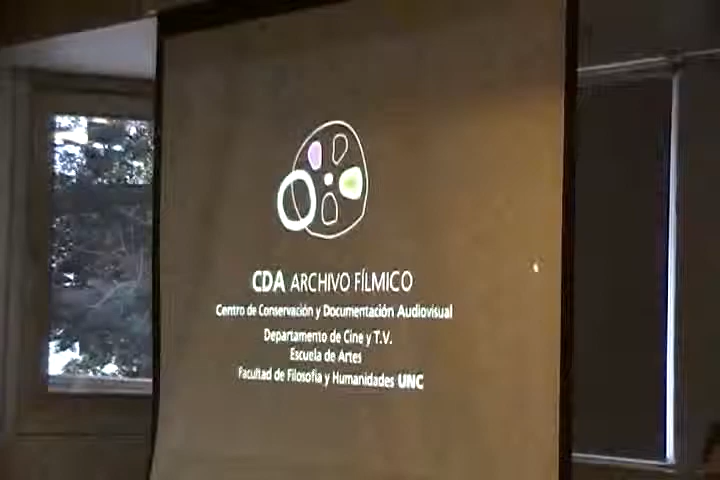 CDA ARCHIVO FÍLMICO
Centro de Conservación y Documentación Audiovisual
Departamento de Cine y T.V.
Escuela de Artes
Facultad de Filosofía y Humanidades UNC